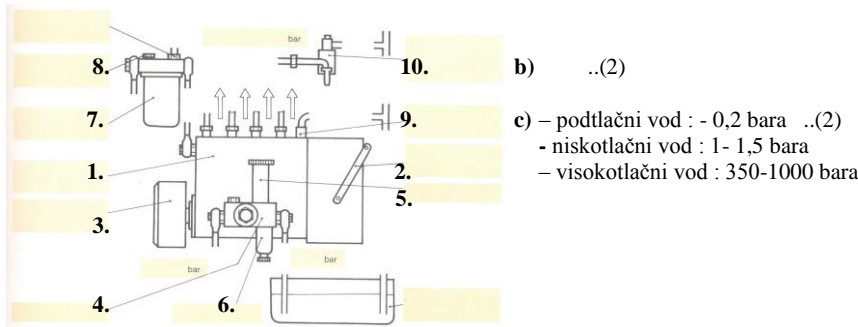 bar
8.
10.
b) ..(2)
7.
9.
c) – podtlačni vod : - 0,2 bara ..(2)
- niskotlačni vod : 1- 1,5 bara
– visokotlačni vod : 350-1000 bara
1.
2.
5.
3.
bar
bar
4.
6.